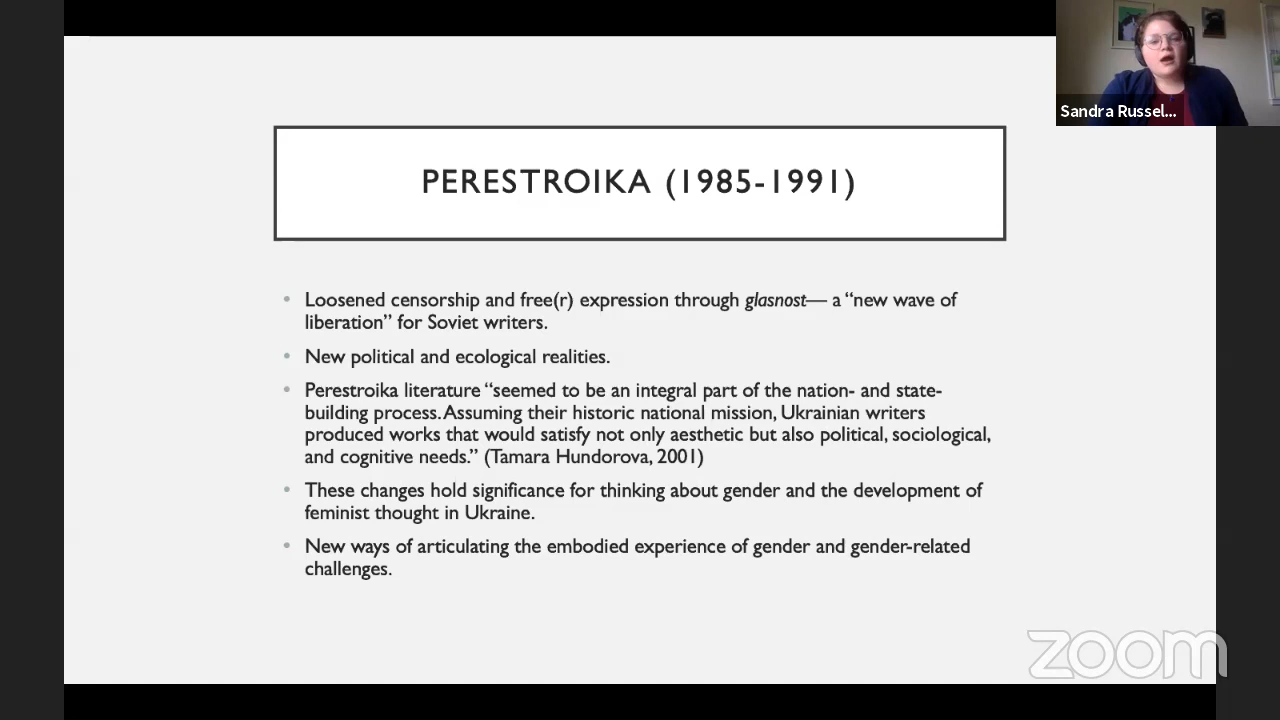 Sandra Russel...
PERESTROIKA (1985-1991)
• Loosened censorship and free(r) expression through glasnost— a “new wave of
liberation” for Soviet writers.
• New political and ecological realities.
• Perestroika literature “seemed to be an integral part of the nation- and state-
building process. Assuming their historic national mission, Ukrainian writers
produced works that would satisfy not only aesthetic but also political, sociological,
and cognitive needs.” (Tamara Hundorova, 2001)
• These changes hold significance for thinking about gender and the development of
feminist thought in Ukraine.
• New ways of articulating the embodied experience of gender and gender-related
challenges.
zoom